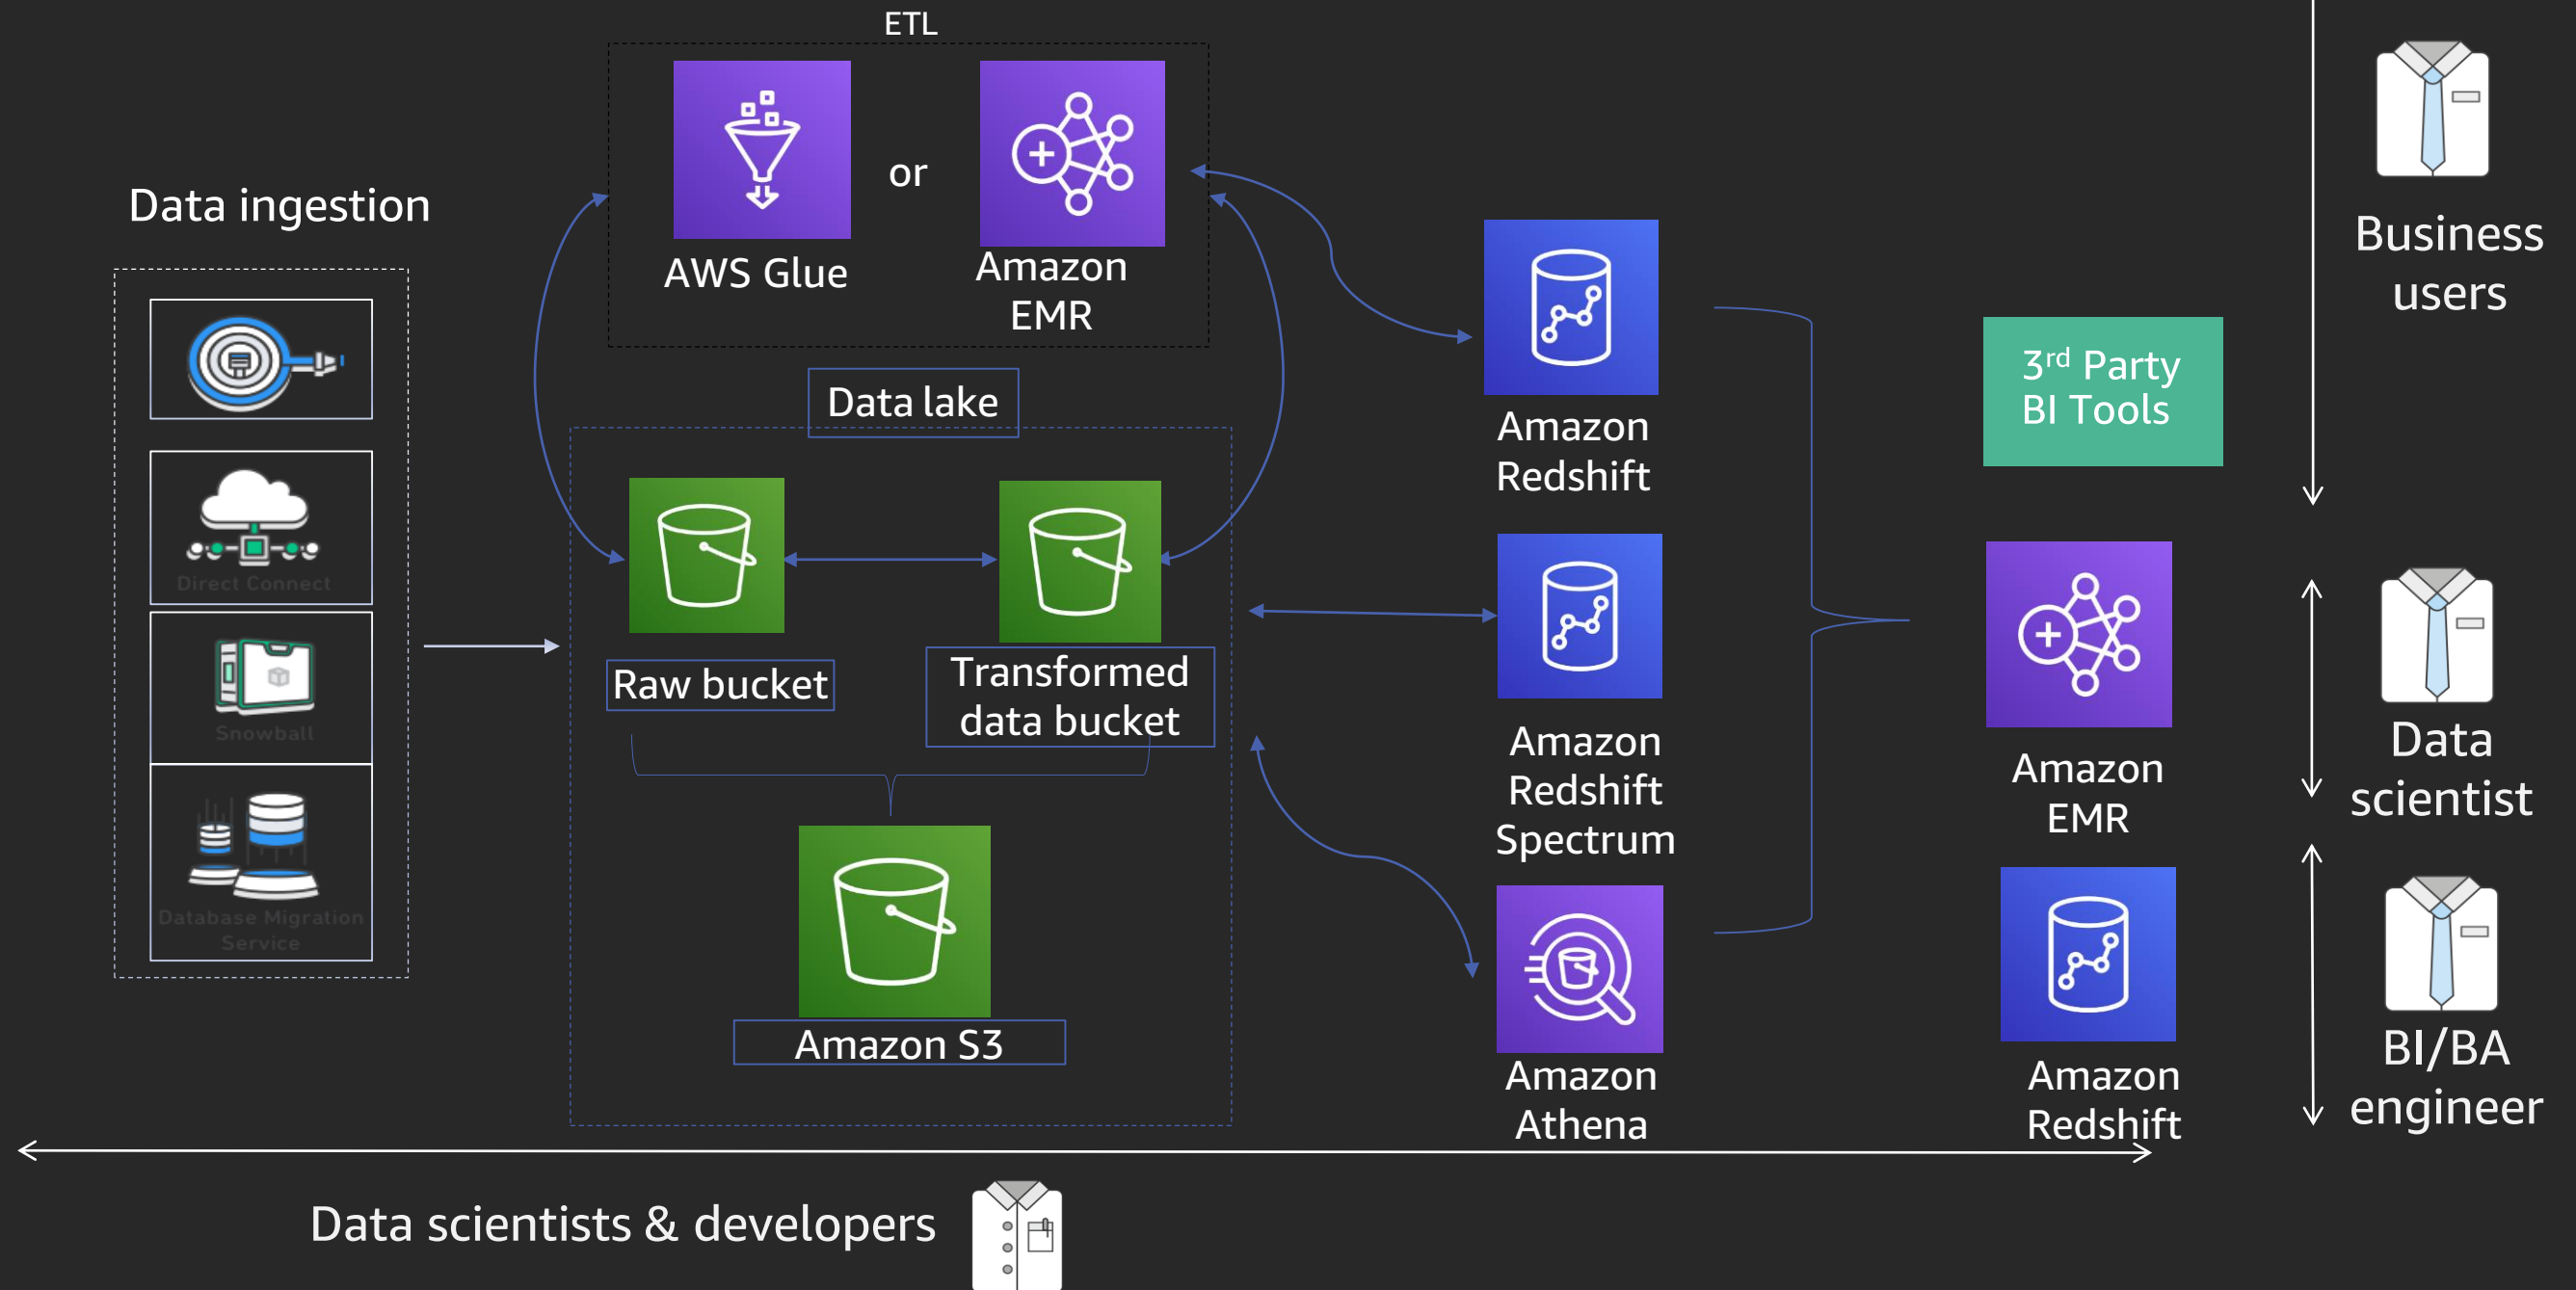 ETL
Data ingestion
Direct Connect
Snowball
Database Migration
Service
AWS Glue
or
Amazon
EMR
Data lake
Raw bucket
Transformed
data bucket
Amazon S3
Amazon
Redshift
Amazon
Redshift
Spectrum
Amazon
Athena
3rd Party
BI Tools
Amazon
EMR
Amazon
Redshift
Business
users
Data
scientist
BI/BA
engineer
Data scientists & developers